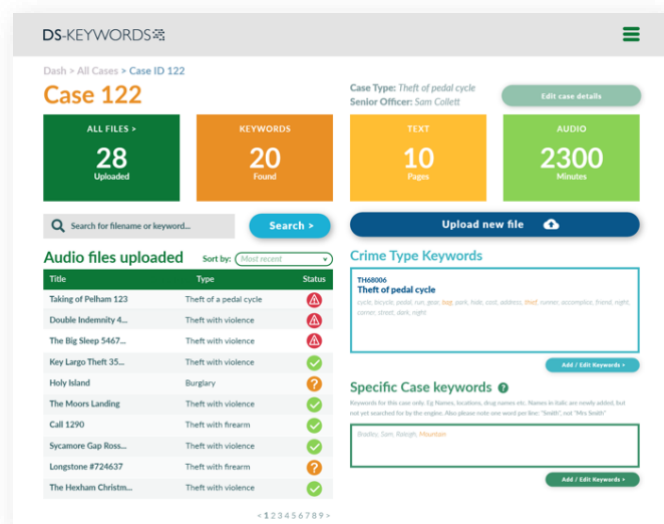 DS-KEYWORDS
Dash > All Cases > Case ID 122
Case 122
Case Type: Theft of pedal cycle
Senior Officer: Sam Collett
Edit case details
ALL FILES >
28
Uploaded
KEYWORDS
20
Found
TEXT
10
Pages
AUDIO
2300
Minutes
Search for filename or keyword...
Search >
Upload new file
Audio files uploaded
Sort by: Most recent
Title Type Status
Taking of Pelham 123 Theft of a pedal cycle
Double Indemnity 4... Theft with violence
The Big Sleep 5467... Theft with violence
Key Largo Theft 35... Theft with violence
Holy Island Burglary
The Moors Landing Theft with violence
Call 1290 Theft with firearm
Sycamore Gap Ross... Theft with violence
Longstone #724637 Theft with firearm
The Hexham Christm... Theft with violence
<1 2 3 4 5 6 7 8 9 >
Crime Type Keywords
TH68006
Theft of pedal cycle
cycle, bicycle, pedal, run, gear, bag, park, hide, cost, address, thief, runner, accomplice, friend, night,
corner, street, dark, night
Add / Edit Keywords >
Specific Case keywords ?
Keywords for this case only. Eg Names, locations, drug names etc. Names in italic are newly added, but
not yet searched for by the engine. Also please note one word per line; "Smith", not "Mrs Smith"
Bradley, Sam, Raleigh, Mountain
Add / Edit Keywords >